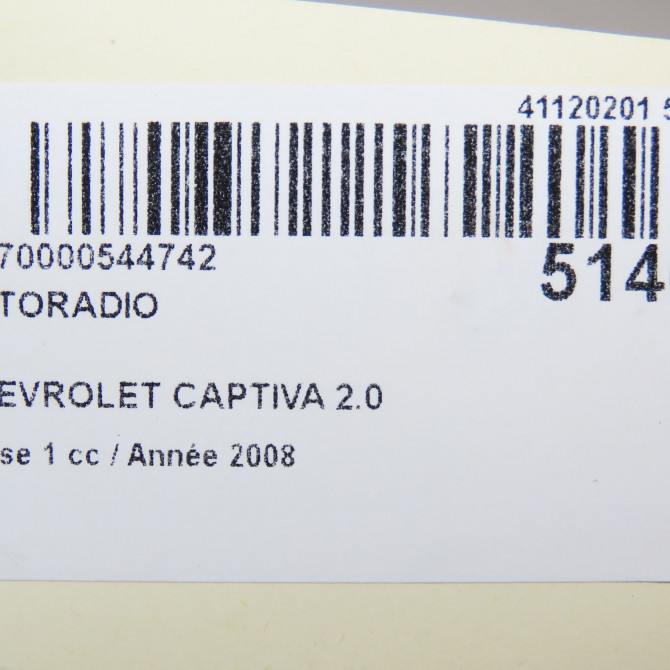 41120201 5
70000544742
514
TORADIO
EVROLET CAPTIVA 2.0
se 1 cc / Année 2008